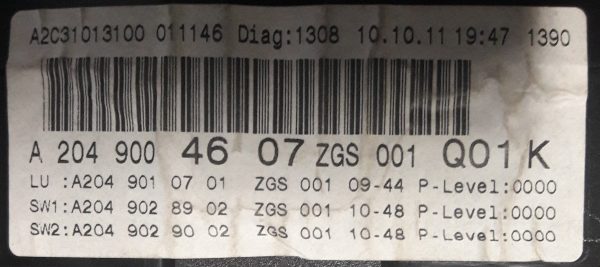 A2C31013100 011146 Diag:1308 10.10.11 19:47 1390
A 204 900 46 07 ZGS 001 Q01 K
LU :A204 901 07 01 ZGS 001 09-44 P-Level:0000
SW1:A204 902 89 02 ZGS 001 10-48 P-Level:0000
SW2:A204 902 90 02 ZGS 001 10-48 P-Level:0000